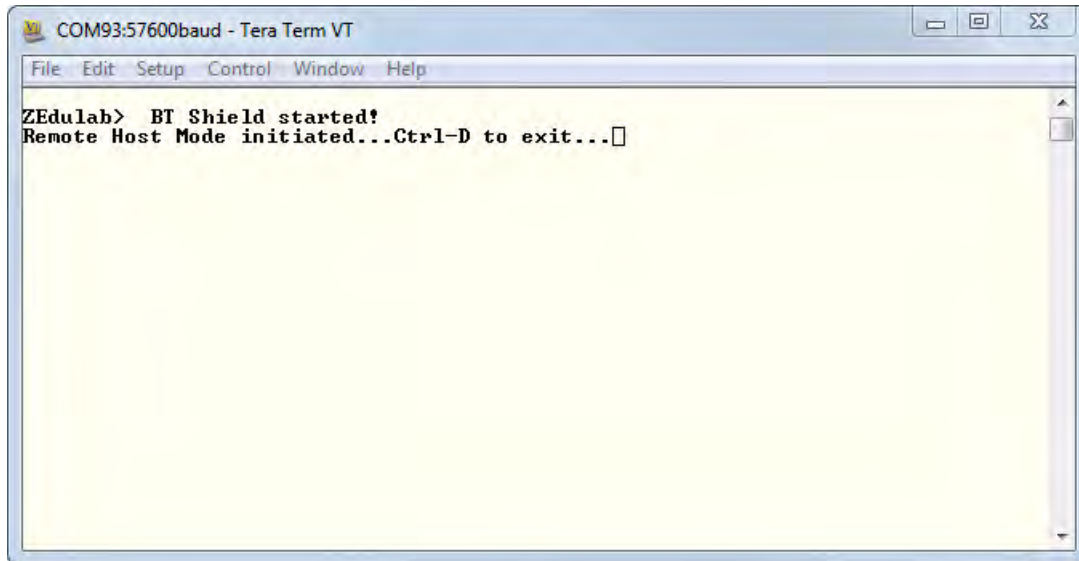 COM93:57600baud - Tera Term VT
File Edit Setup Control Window Help
ZEdulab>  BT Shield started!
Remote Host Mode initiated...Ctrl-D to exit...